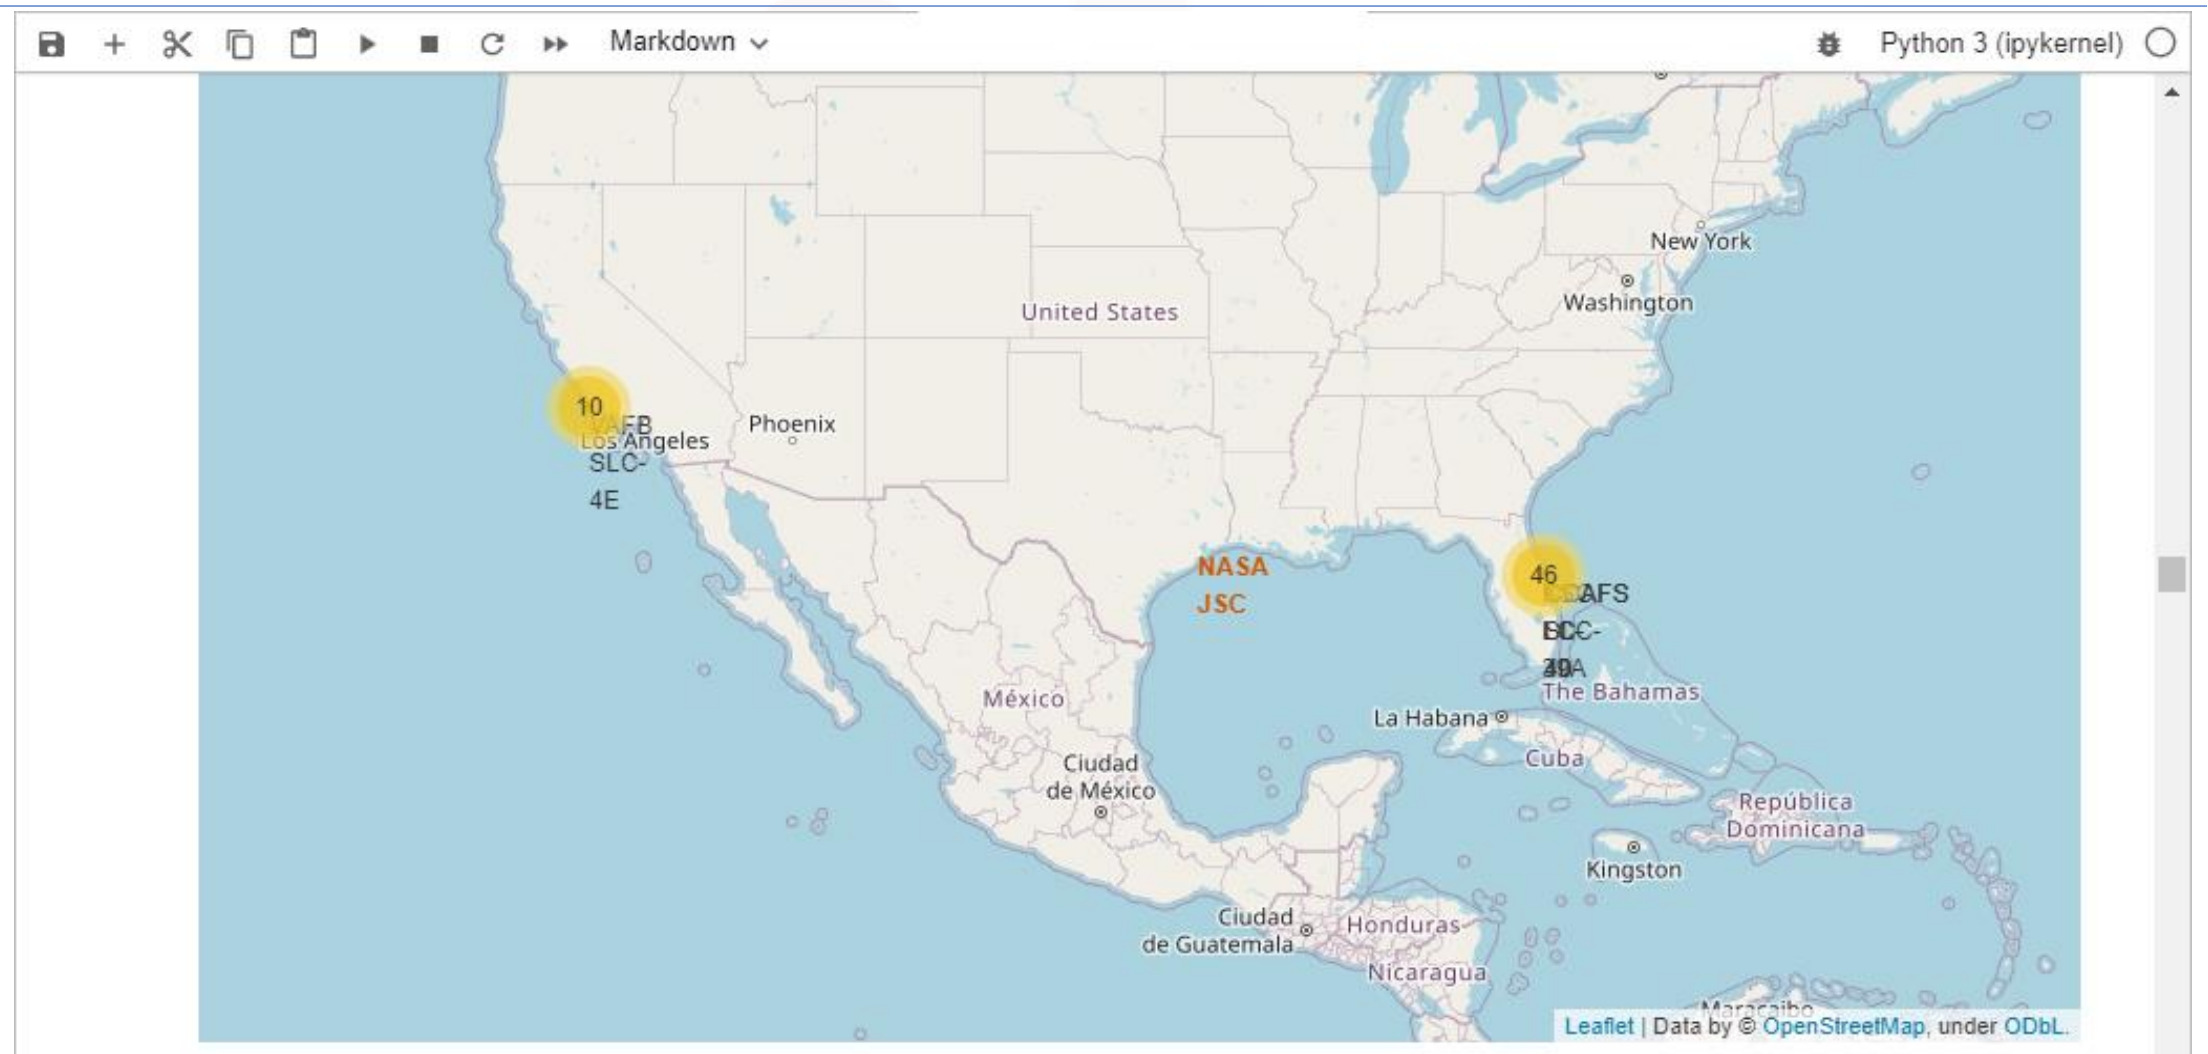 Markdown
Python 3 (ipykernel)
New York
Washington
United States
10
VAFB
Phoenix
Los Angeles
SLC-
4E
NASA
JSC
46
The Bahamas
México
La Habana
Cuba
Ciudad
de México
República
Dominicana
Kingston
Ciudad
de Guatemala
Honduras
Nicaragua
Maracaibo
Leaflet | Data by © OpenStreetMap, under ODbL.